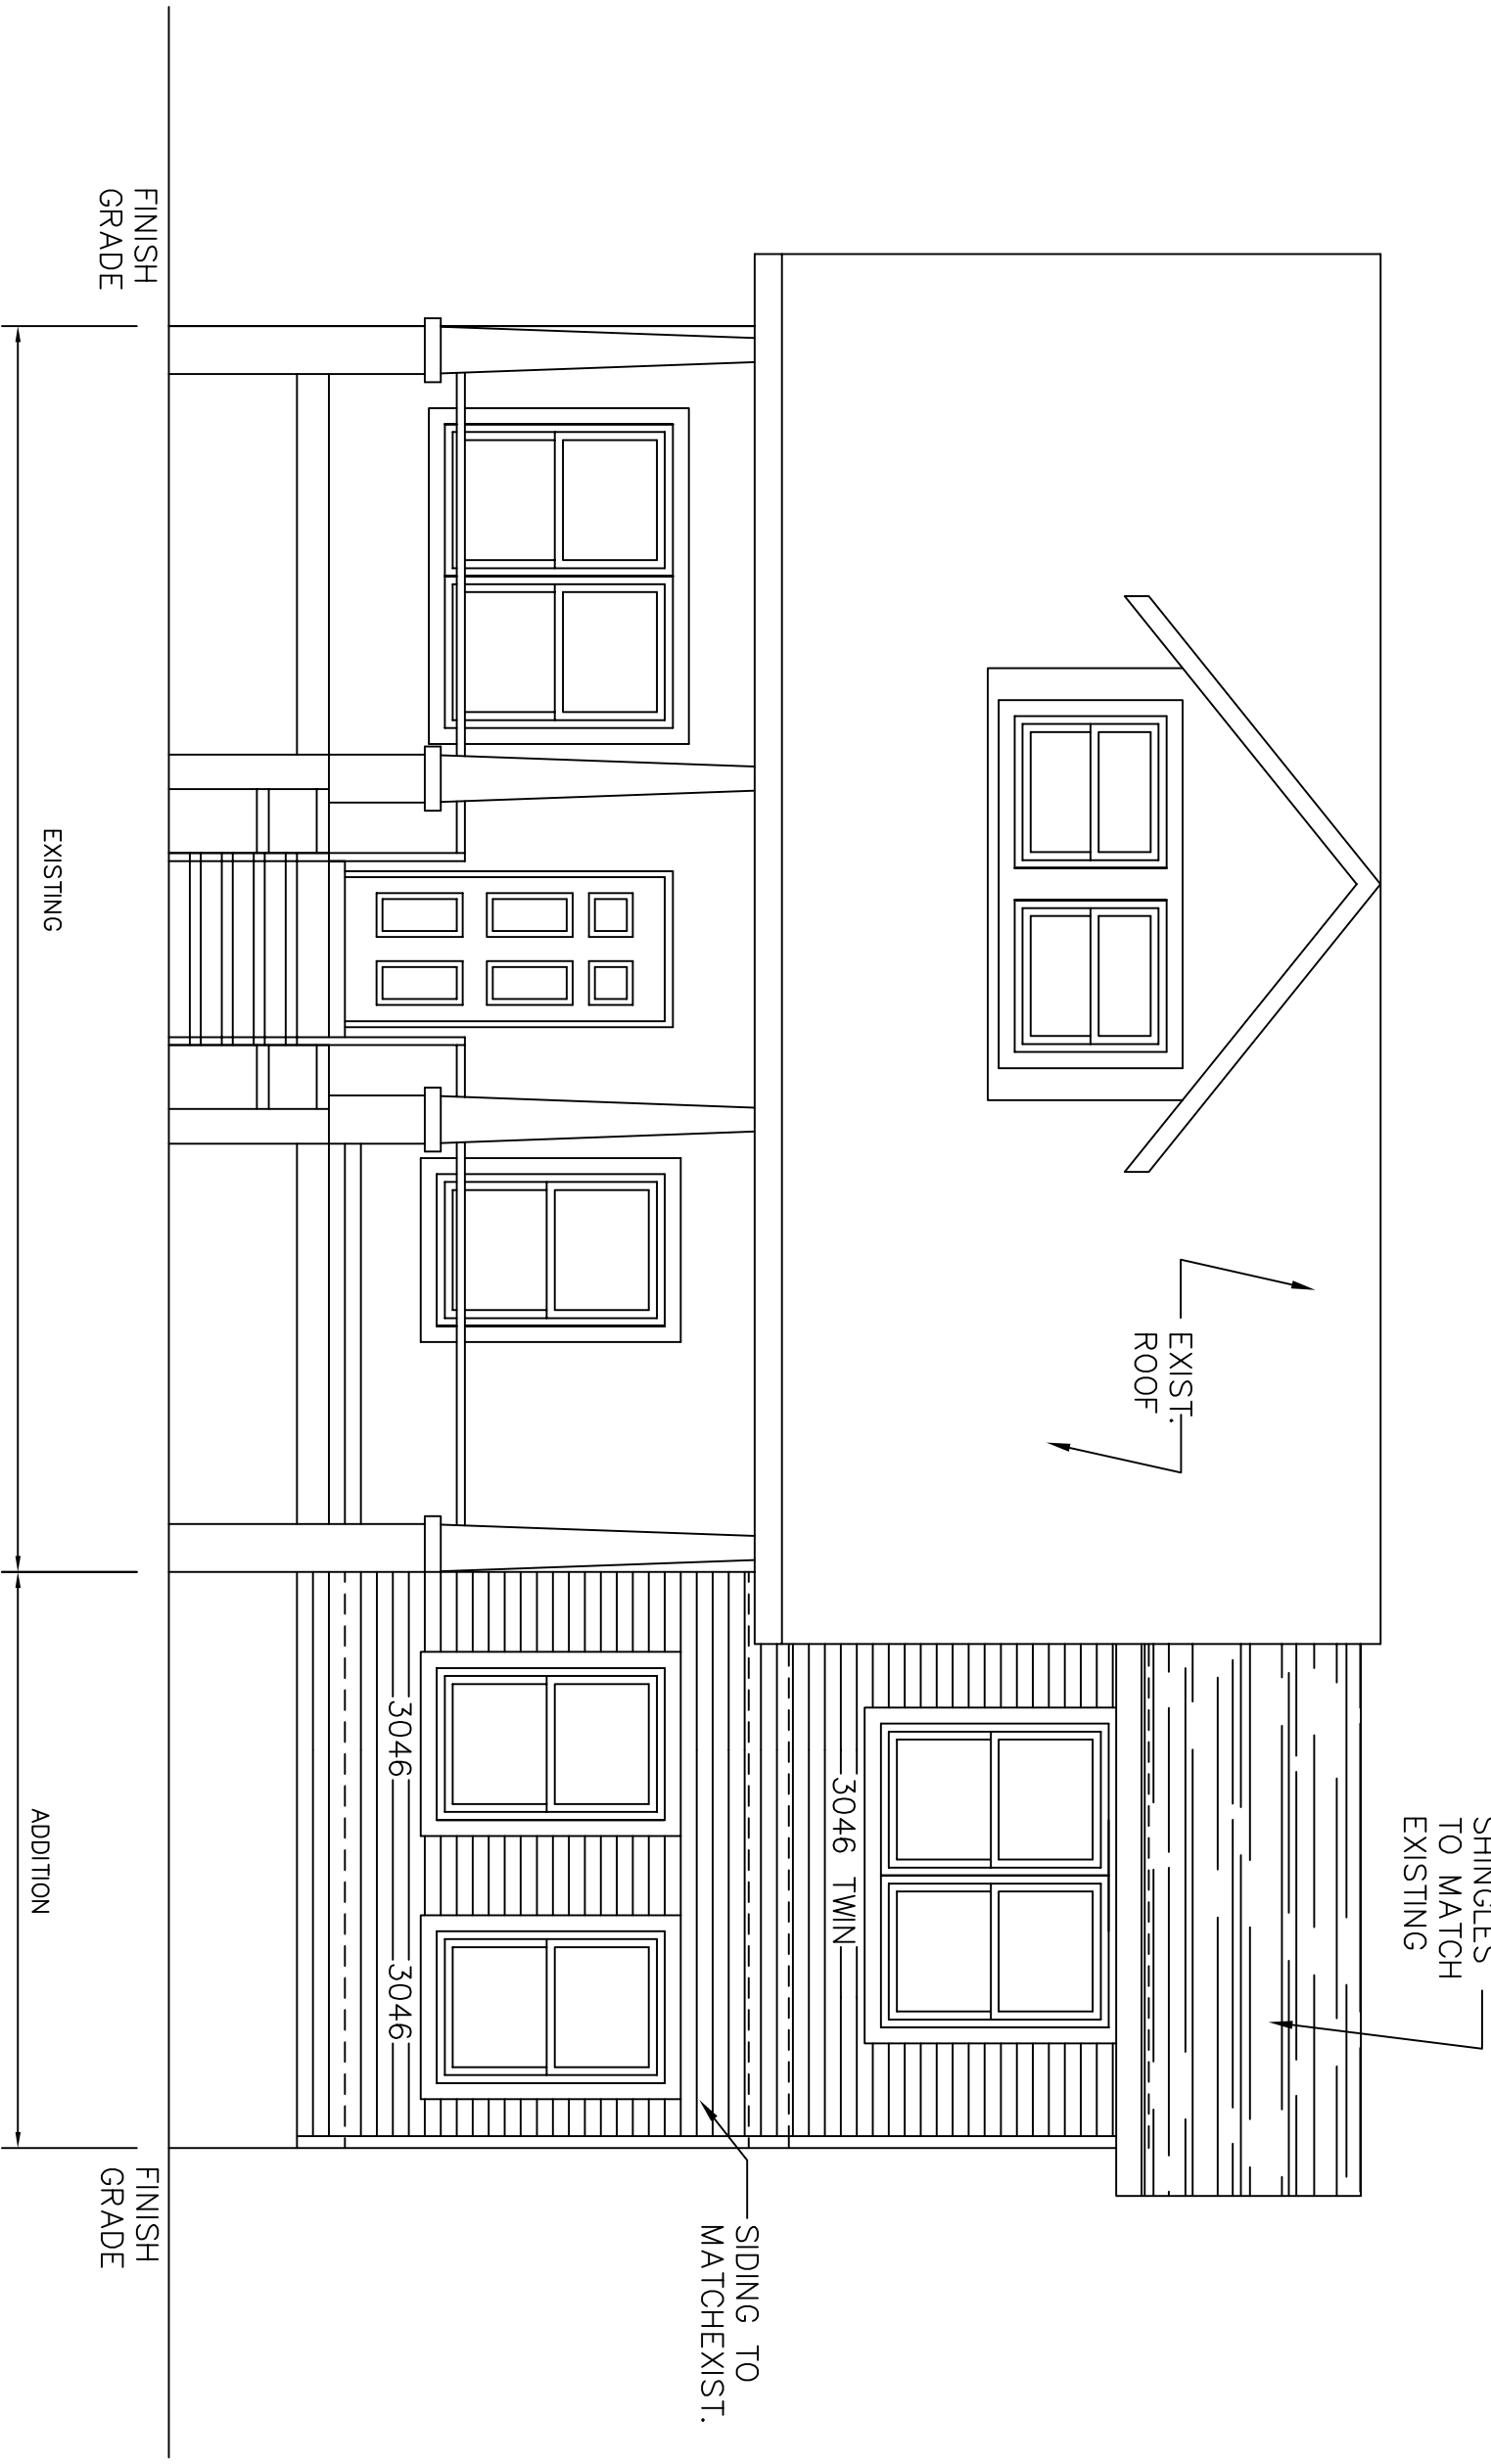 SHINGLES
TO MATCH
EXISTING
EXIST.
ROOF
3046 TWIN
SIDING TO
MATCHEXIST.
3046
3046
FINISH
GRADE
FINISH
GRADE
EXISTING
ADDITION